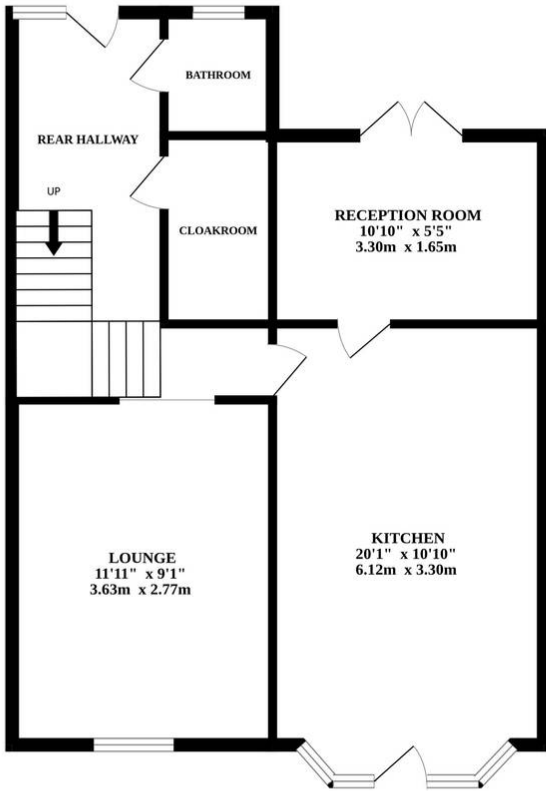 BATHROOM
REAR HALLWAY
UP
CLOAKROOM
RECEPTION ROOM
10'10" x 5'5"
3.30m x 1.65m
KITCHEN
20'1" x 10'10"
6.12m x 3.30m
LOUNGE
11'11" x 9'1"
3.63m x 2.77m